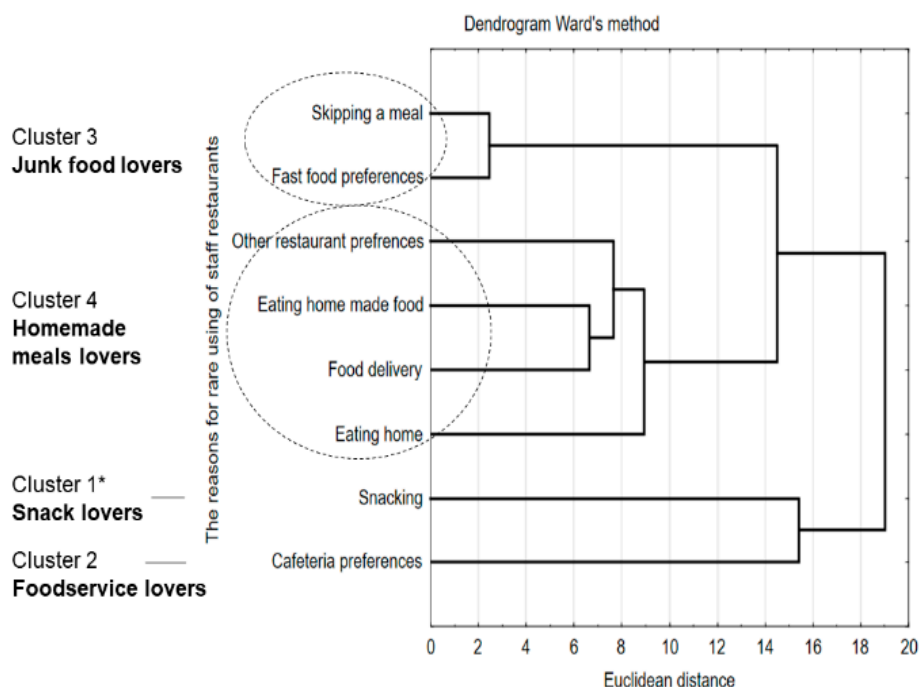 Dendrogram Ward's method
Cluster 3
Junk food lovers
Cluster 4
Homemade
meals lovers
Cluster 1*
Snack lovers
Cluster 2
Foodservice lovers
The reasons for rare using of staff restaurants
Skipping a meal
Fast food preferences
Other restaurant prefrences
Eating home made food
Food delivery
Eating home
Snacking
Cafeteria preferences
0 2 4 6 8 10 12 14 16 18 20
Euclidean distance